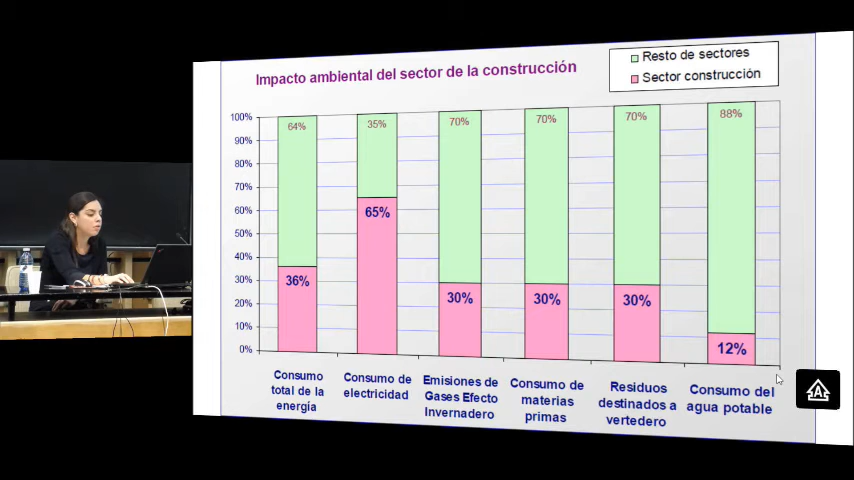 Impacto ambiental del sector de la construcción
Resto de sectores
Sector construcción
100%
90%
80%
70%
60%
50%
40%
30%
20%
10%
0%
64%
35%
70%
70%
70%
88%
36%
65%
30%
30%
30%
12%
Consumo
total de la
energía
Consumo de
electricidad
Emisiones de
Gases Efecto
Invernadero
Consumo de
materias
primas
Residuos
destinados a
vertedero
Consumo del
agua potable
A